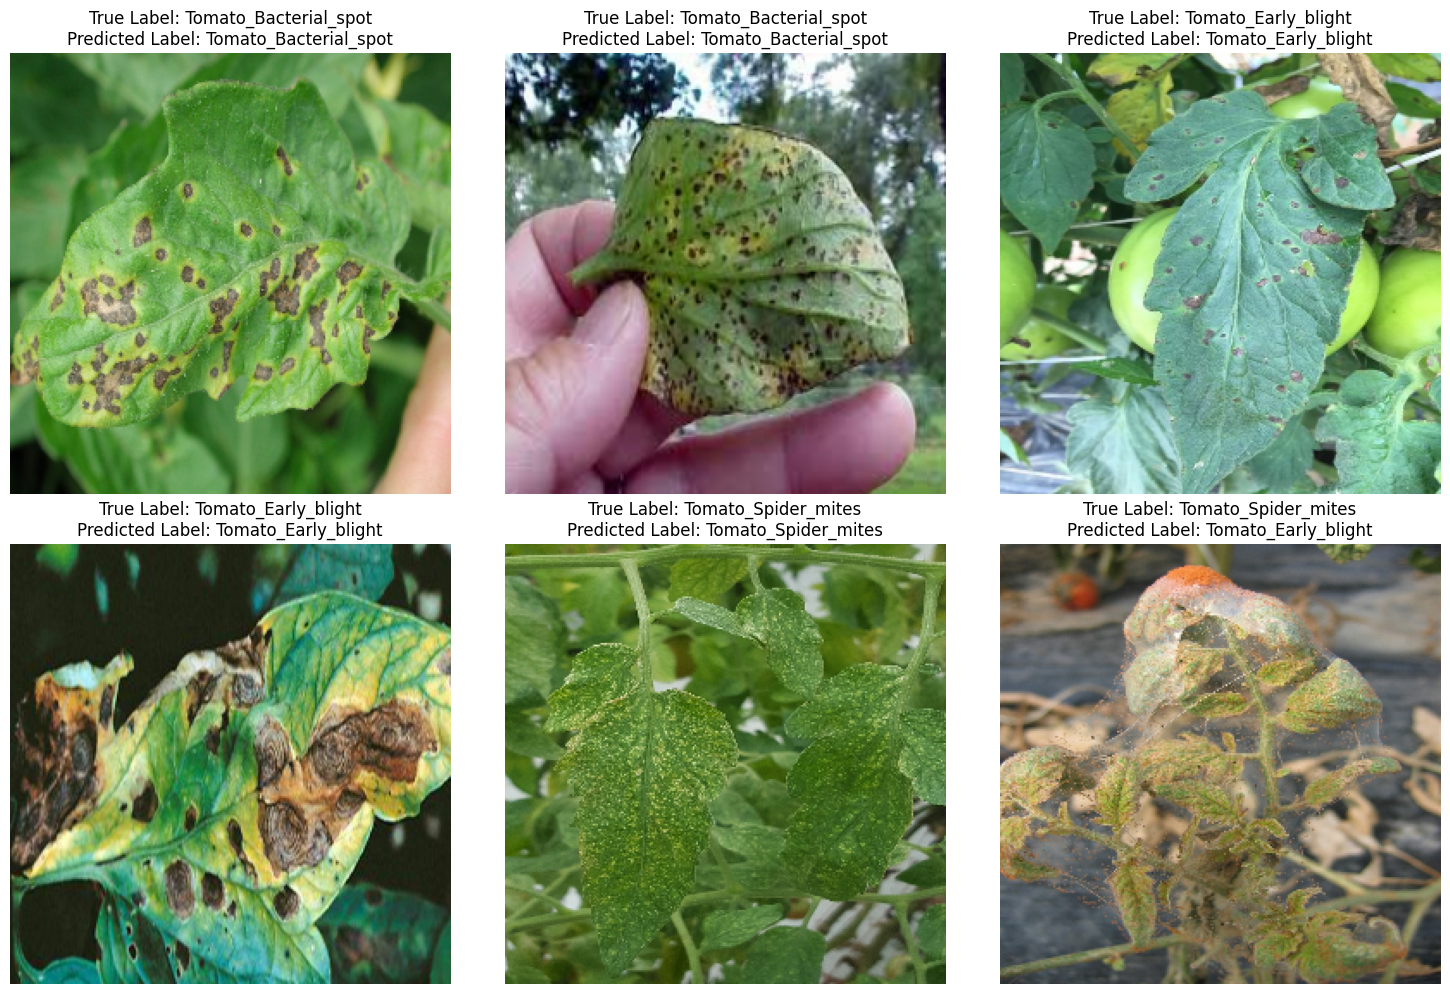 True Label: Tomato_Bacterial_spot
Predicted Label: Tomato_Bacterial_spot
True Label: Tomato_Bacterial_spot
Predicted Label: Tomato_Bacterial_spot
True Label: Tomato_Early_blight
Predicted Label: Tomato_Early_blight
True Label: Tomato_Early_blight
Predicted Label: Tomato_Early_blight
True Label: Tomato_Spider_mites
Predicted Label: Tomato_Spider_mites
True Label: Tomato_Spider_mites
Predicted Label: Tomato_Early_blight